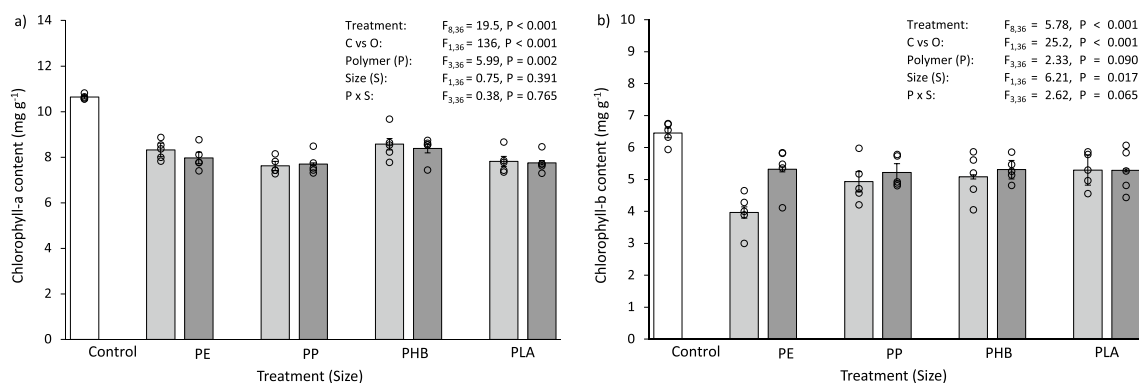 a)
Treatment: F8,36 = 19.5, P < 0.001
C vs O: F1,36 = 136, P < 0.001
Polymer (P): F3,36 = 5.99, P = 0.002
Size (S): F1,36 = 0.75, P = 0.391
P x S: F3,36 = 0.38, P = 0.765
Chlorophyll-a content (mg g-1)
14
12
10
8
6
4
2
0
Control PE PP PHB PLA
Treatment (Size)
b)
Treatment: F8,36 = 5.78, P < 0.001
C vs O: F1,36 = 25.2, P < 0.001
Polymer (P): F3,36 = 2.33, P = 0.090
Size (S): F1,36 = 6.21, P = 0.017
P x S: F3,36 = 2.62, P = 0.065
Chlorophyll-b content (mg g-1)
10
9
8
7
6
5
4
3
2
1
0
Control PE PP PHB PLA
Treatment (Size)